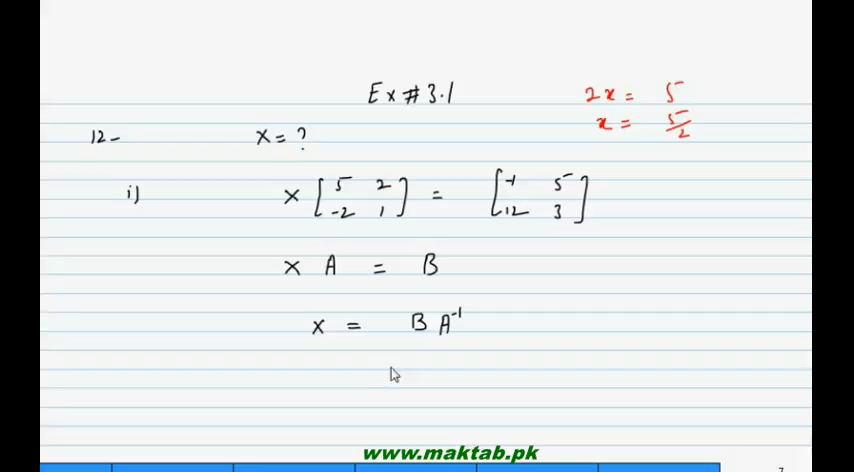 Ex # 3.1
2x = 5
x = 5/2
12- X = ?
i) X [5 2 -2 1] = [-1 5 12 3]
X A = B
X = B A⁻¹
www.maktab.pk